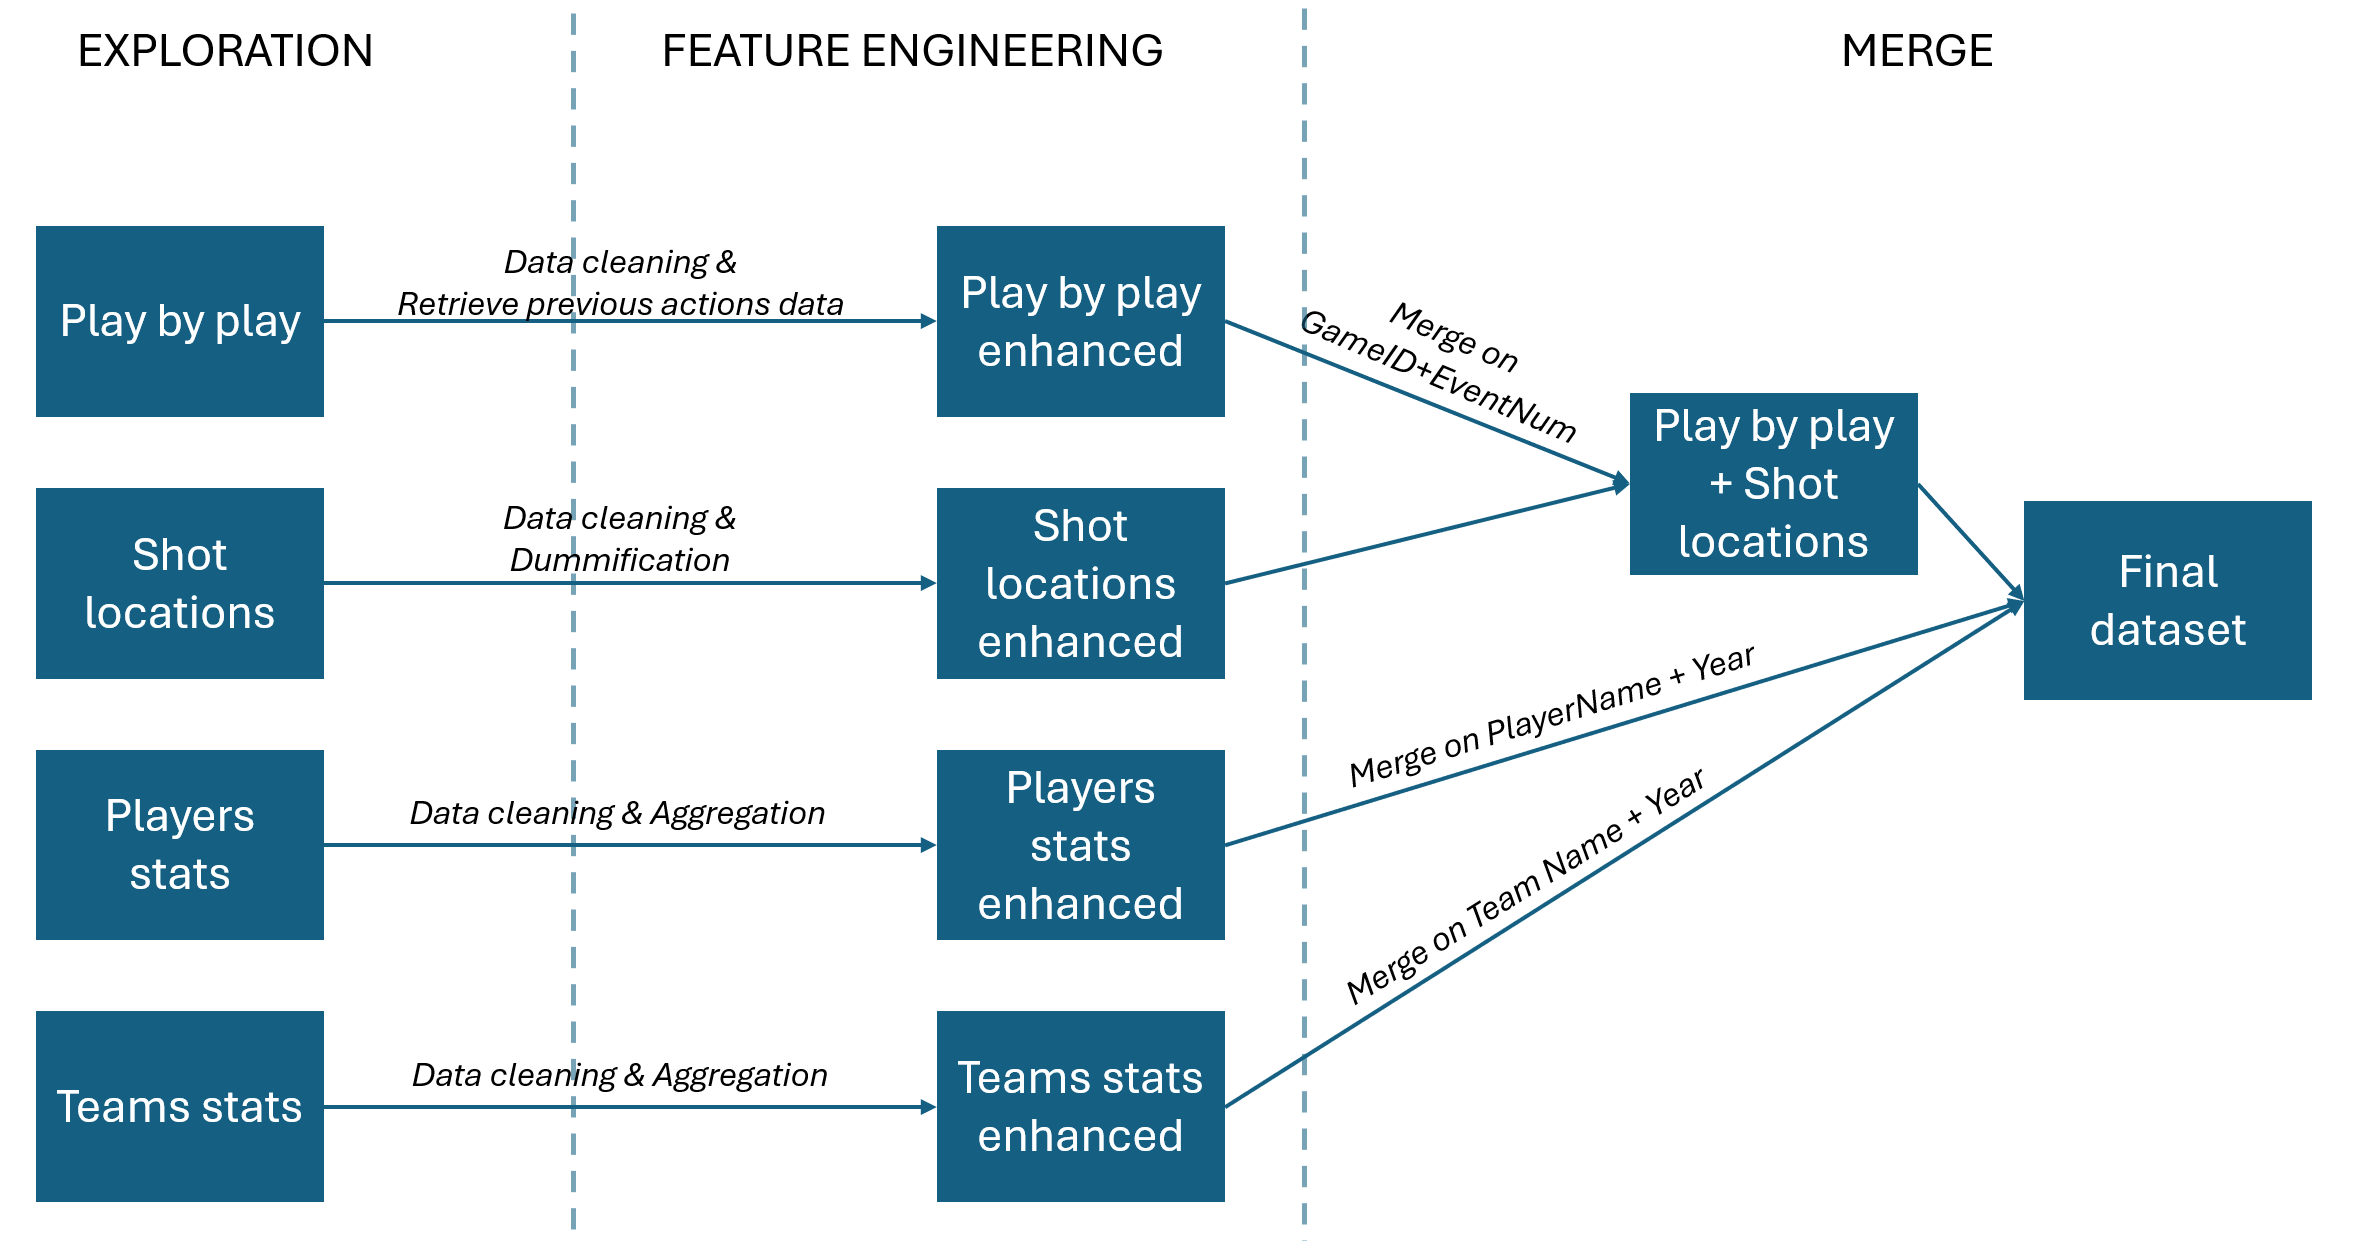 EXPLORATION
FEATURE ENGINEERING
MERGE
Play by play
Data cleaning &
Retrieve previous actions data
Play by play
enhanced
Merge on
GameID+EventNum
Play by play
+ Shot
locations
Shot
locations
Data cleaning &
Dummification
Shot
locations
enhanced
Final
dataset
Players
stats
Data cleaning & Aggregation
Players
stats
enhanced
Merge on PlayerName + Year
Teams stats
Data cleaning & Aggregation
Teams stats
enhanced
Merge on Team Name + Year